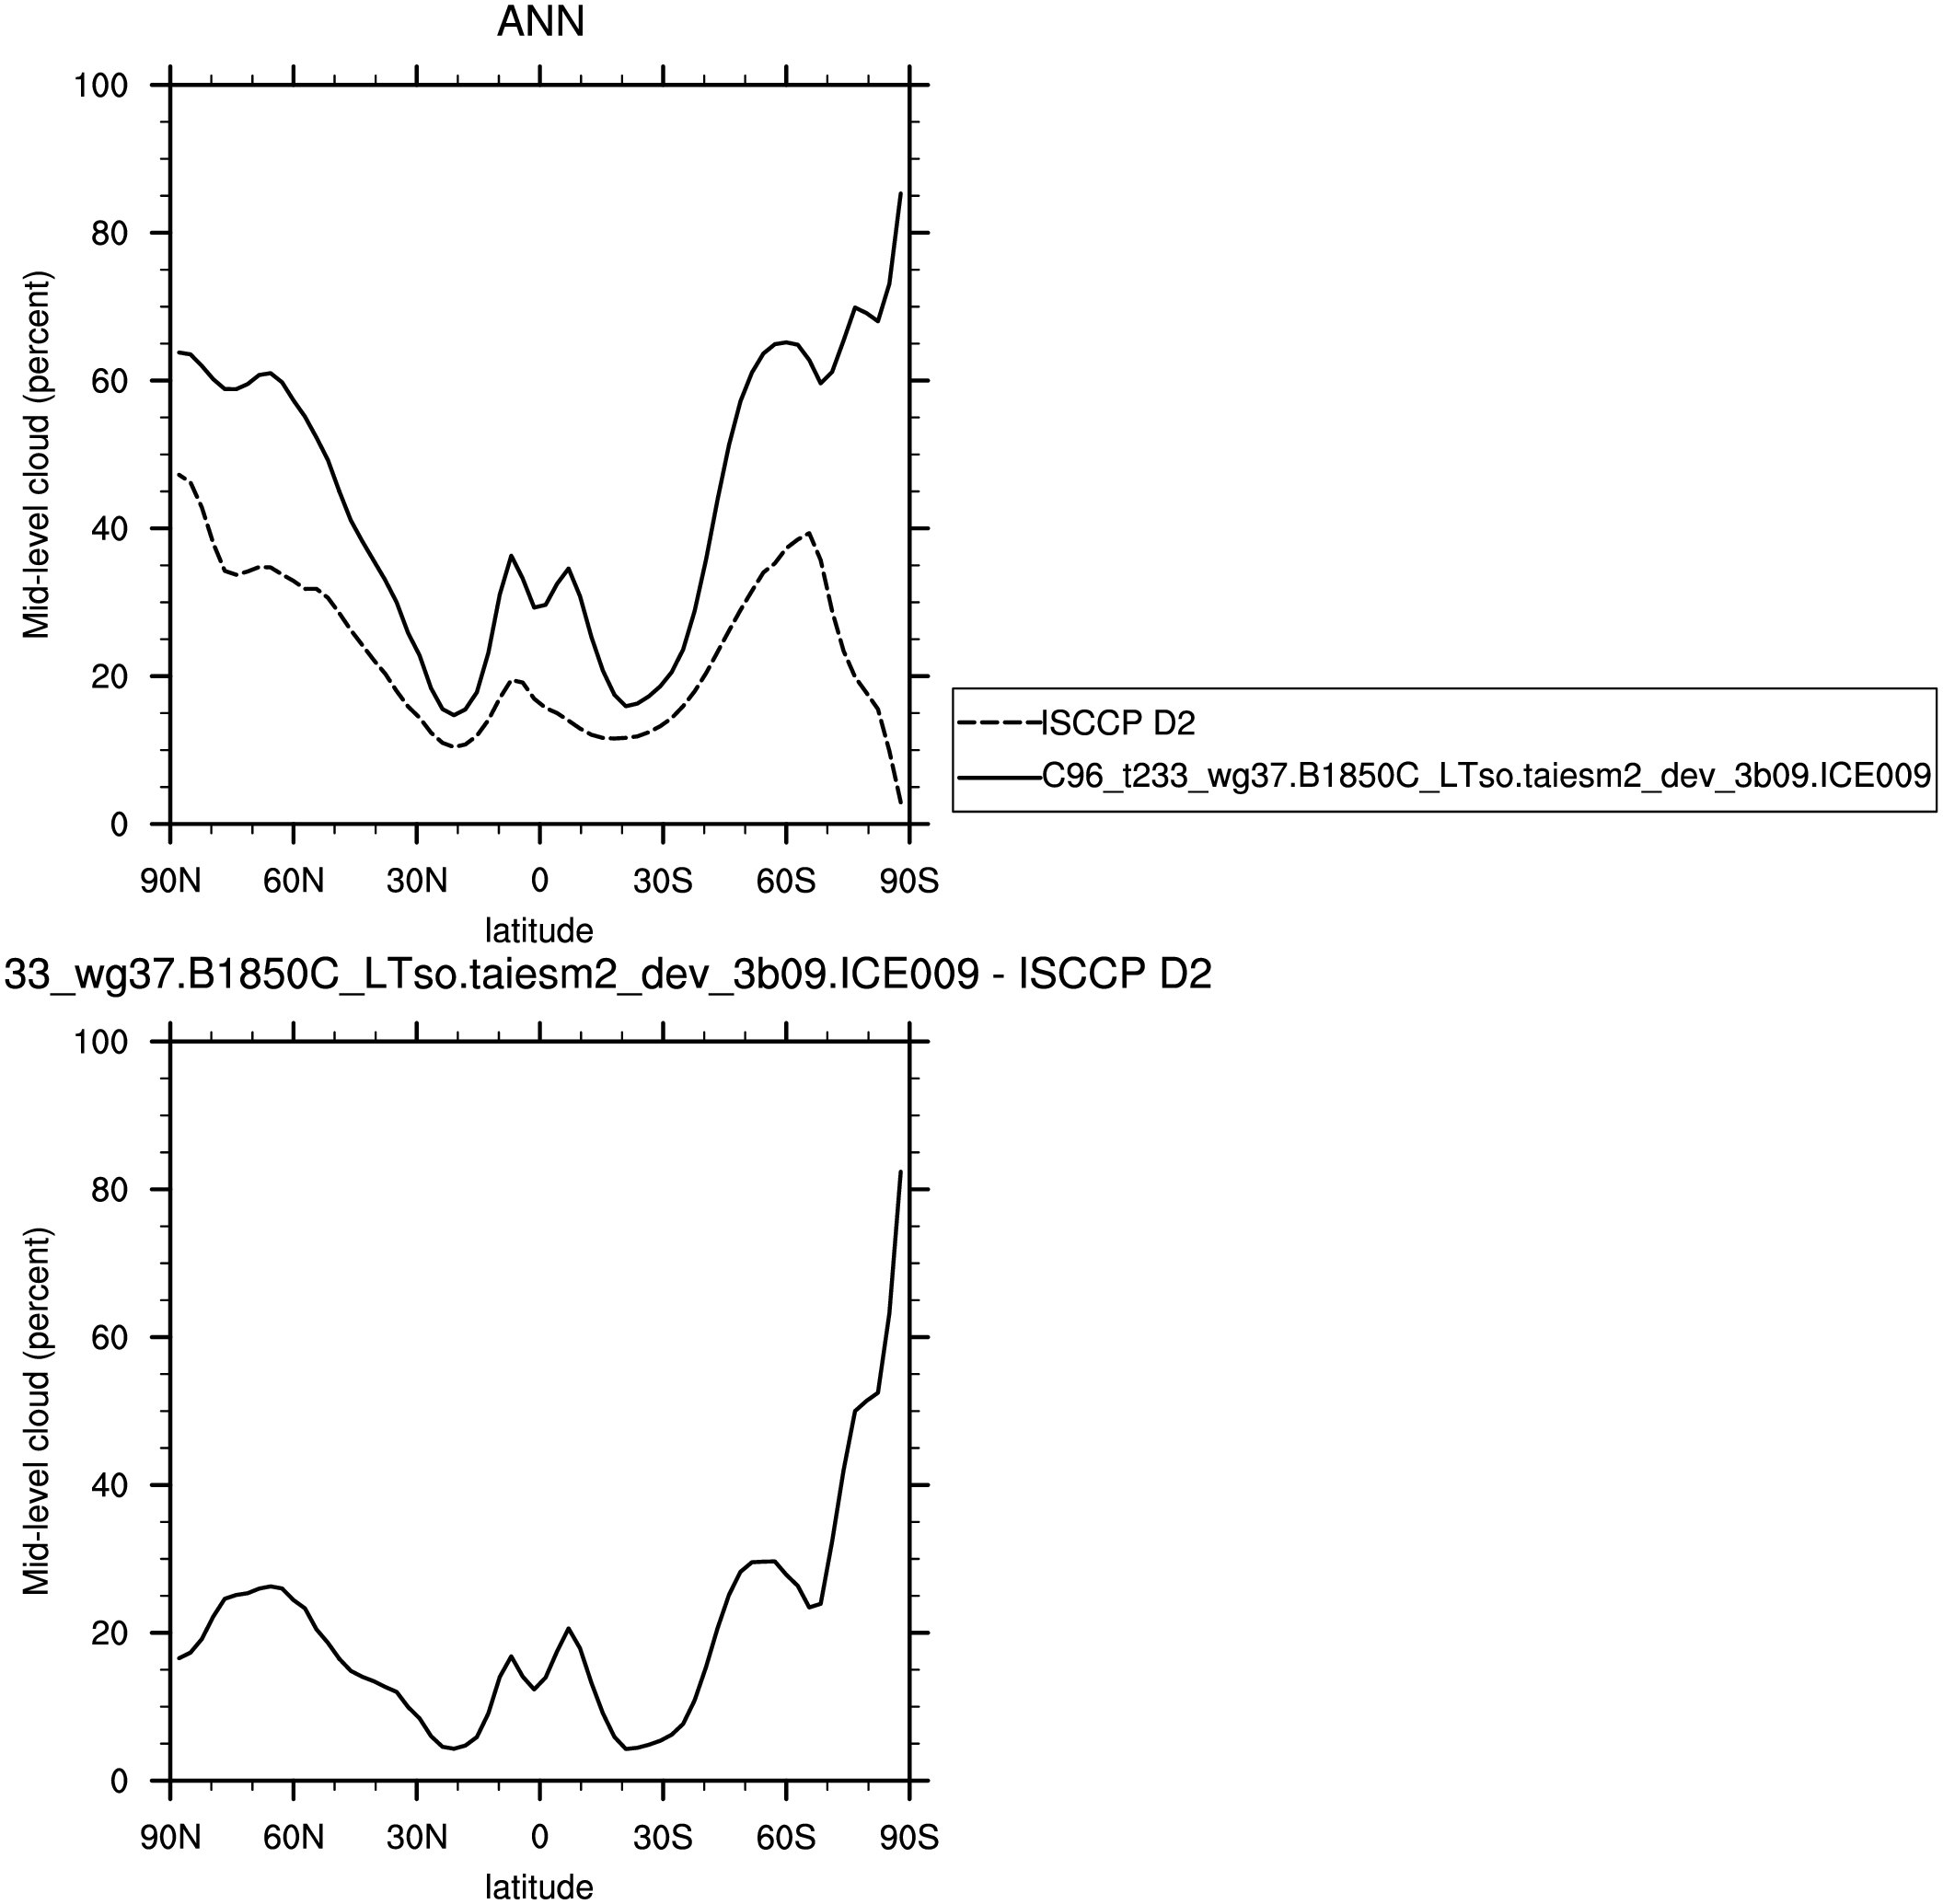 ANN
100
80
60
40
20
0
Mid-level cloud (percent)
90N 60N 30N 0 30S 60S 90S
latitude
ISCCP D2
C96_t233_wg37.B1850C_LTso.taiesm2_dev_3b09.ICE009
33_wg37.B1850C_LTso.taiesm2_dev_3b09.ICE009 - ISCCP D2
100
80
60
40
20
0
Mid-level cloud (percent)
90N 60N 30N 0 30S 60S 90S
latitude